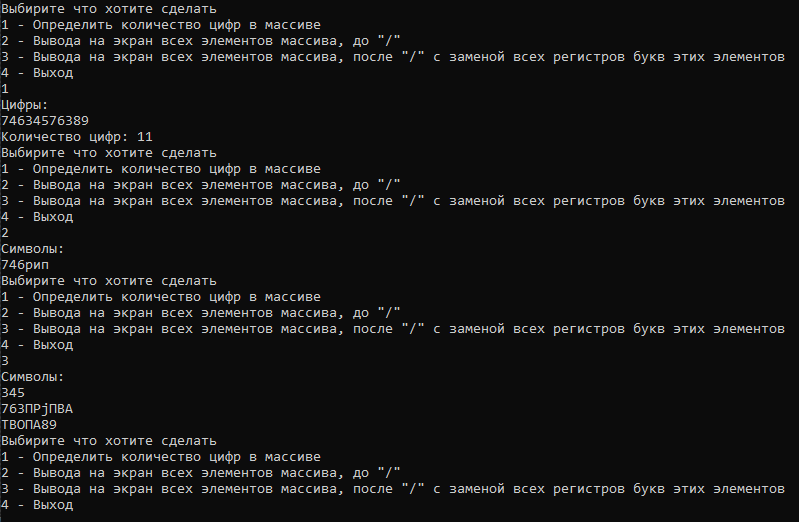 Выбирите что хотите сделать
1 - Определить количество цифр в массиве
2 - Вывода на экран всех элементов массива, до "/"
3 - Вывода на экран всех элементов массива, после "/" с заменой всех регистров букв этих элементов
4 - Выход
1
Цифры:
74634576389
Количество цифр: 11
Выбирите что хотите сделать
1 - Определить количество цифр в массиве
2 - Вывода на экран всех элементов массива, до "/"
3 - Вывода на экран всех элементов массива, после "/" с заменой всех регистров букв этих элементов
4 - Выход
2
Символы:
746рип
Выбирите что хотите сделать
1 - Определить количество цифр в массиве
2 - Вывода на экран всех элементов массива, до "/"
3 - Вывода на экран всех элементов массива, после "/" с заменой всех регистров букв этих элементов
4 - Выход
3
Символы:
345
763ПРjПВА
ТВОПА89
Выбирите что хотите сделать
1 - Определить количество цифр в массиве
2 - Вывода на экран всех элементов массива, до "/"
3 - Вывода на экран всех элементов массива, после "/" с заменой всех регистров букв этих элементов
4 - Выход